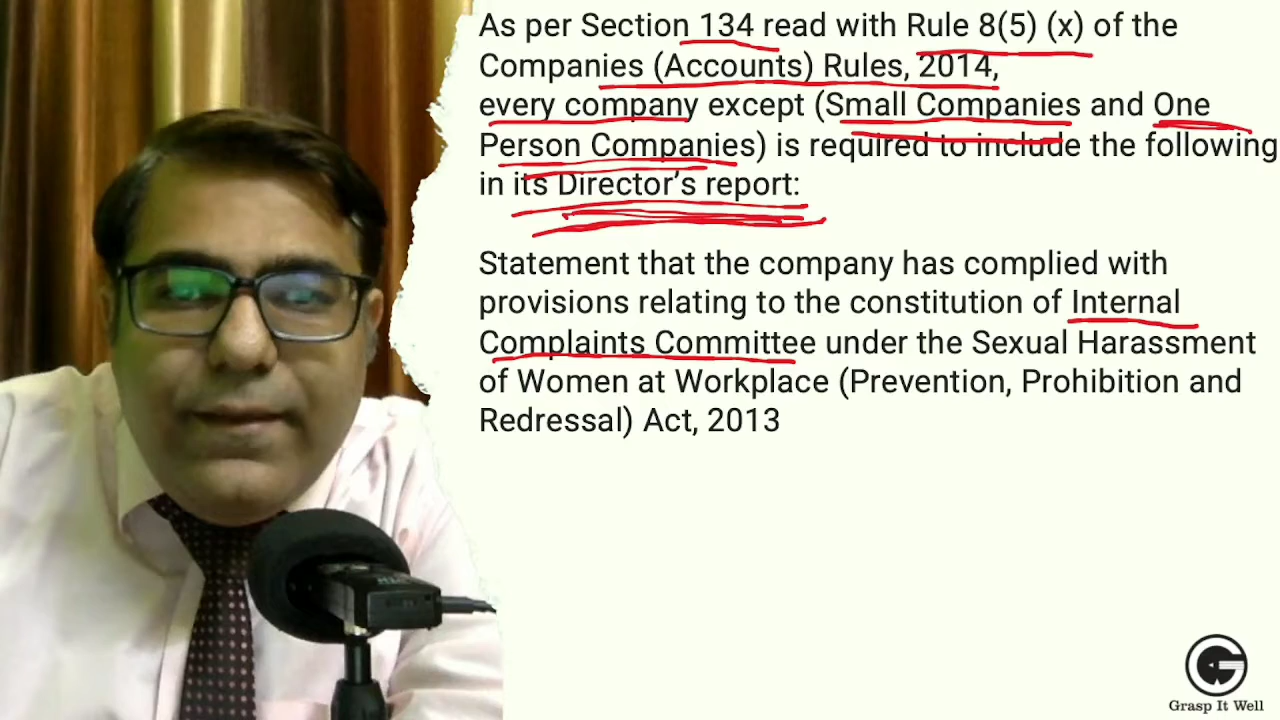 As per Section 134 read with Rule 8(5) (x) of the
Companies (Accounts) Rules, 2014,
every company except (Small Companies and One
Person Companies) is required to include the following
in its Director's report:
Statement that the company has complied with
provisions relating to the constitution of Internal
Complaints Committee under the Sexual Harassment
of Women at Workplace (Prevention, Prohibition and
Redressal) Act, 2013
Grasp It Well